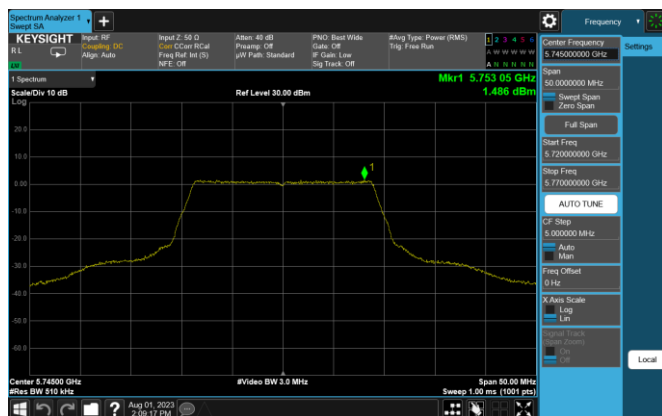 Spectrum Analyzer 1
Swept SA
Frequency
KEYSIGHT
R L
Input: RF
Coupling: DC
Align: Auto
Input Z: 50 Ω
Corr CCorr RCal
Freq Ref: Int (S)
NFE: Off
Atten: 40 dB
Preamp: Off
µW Path: Standard
PNO: Best Wide
Gate: Off
IF Gain: Low
Sig Track: Off
#Avg Type: Power (RMS)
Trig: Free Run
1 2 3 4 5 6
A W W W W W
A N N N N N
1 Spectrum
Scale/Div 10 dB
Log
Ref Level 30.00 dBm
Mkr1 5.753 05 GHz
1.486 dBm
1
20.0
10.0
0.00
-10.0
-20.0
-30.0
-40.0
-50.0
-60.0
Center 5.74500 GHz
#Res BW 510 kHz
#Video BW 3.0 MHz
Span 50.00 MHz
Sweep 1.00 ms (1001 pts)
Center Frequency
5.745000000 GHz
Span
50.0000000 MHz
Swept Span
Zero Span
Full Span
Start Freq
5.720000000 GHz
Stop Freq
5.770000000 GHz
AUTO TUNE
CF Step
5.000000 MHz
Auto
Man
Freq Offset
0 Hz
X Axis Scale
Log
Lin
Signal Track
(Span Zoom)
On
Off
Settings
Local
Aug 01, 2023
2:09:17 PM